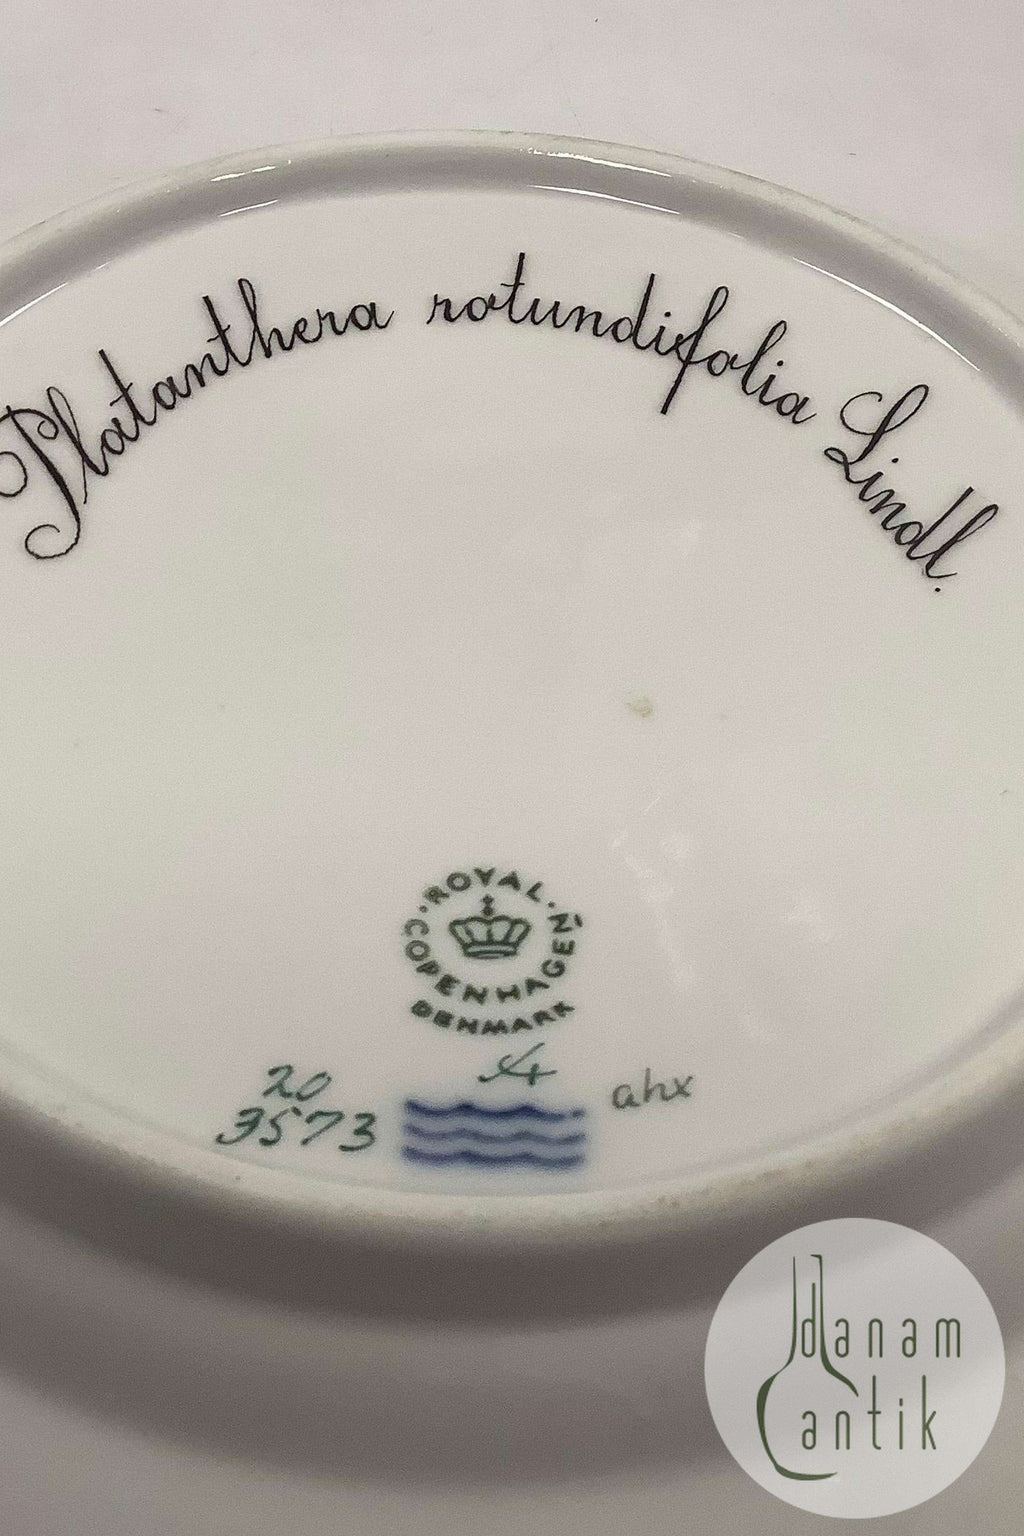 Platanthera rotundifolia Lindl.
ROYAL COPENHAGEN
DENMARK
20
3573
ahx
danam
antik